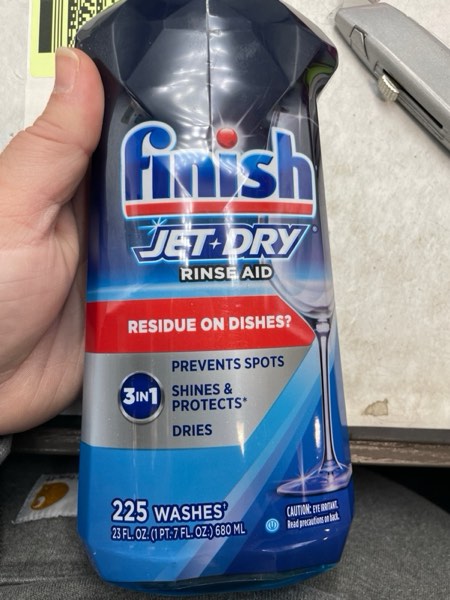 finish
JET-DRY®
RINSE AID
RESIDUE ON DISHES?
3IN1
PREVENTS SPOTS
SHINES &
PROTECTS*
DRIES
225 WASHES†
23 FL. OZ. (1 PT. 7 FL. OZ.) 680 ML
CAUTION: EYE IRRITANT.
Read precautions on back.